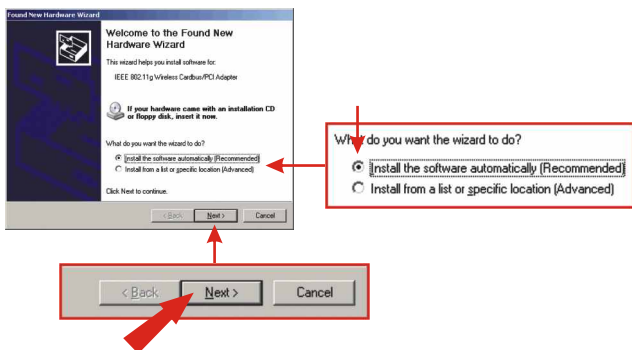 Found New Hardware Wizard
Welcome to the Found New
Hardware Wizard
This wizard helps you install software for:
IEEE 802.11g Wireless Cardbus/PCI Adapter
If your hardware came with an installation CD
or floppy disk, insert it now.
What do you want the wizard to do?
Install the software automatically (Recommended)
Install from a list or specific location (Advanced)
Click Next to continue.
< Back
Next >
Cancel
What do you want the wizard to do?
Install the software automatically (Recommended)
Install from a list or specific location (Advanced)
< Back
Next >
Cancel